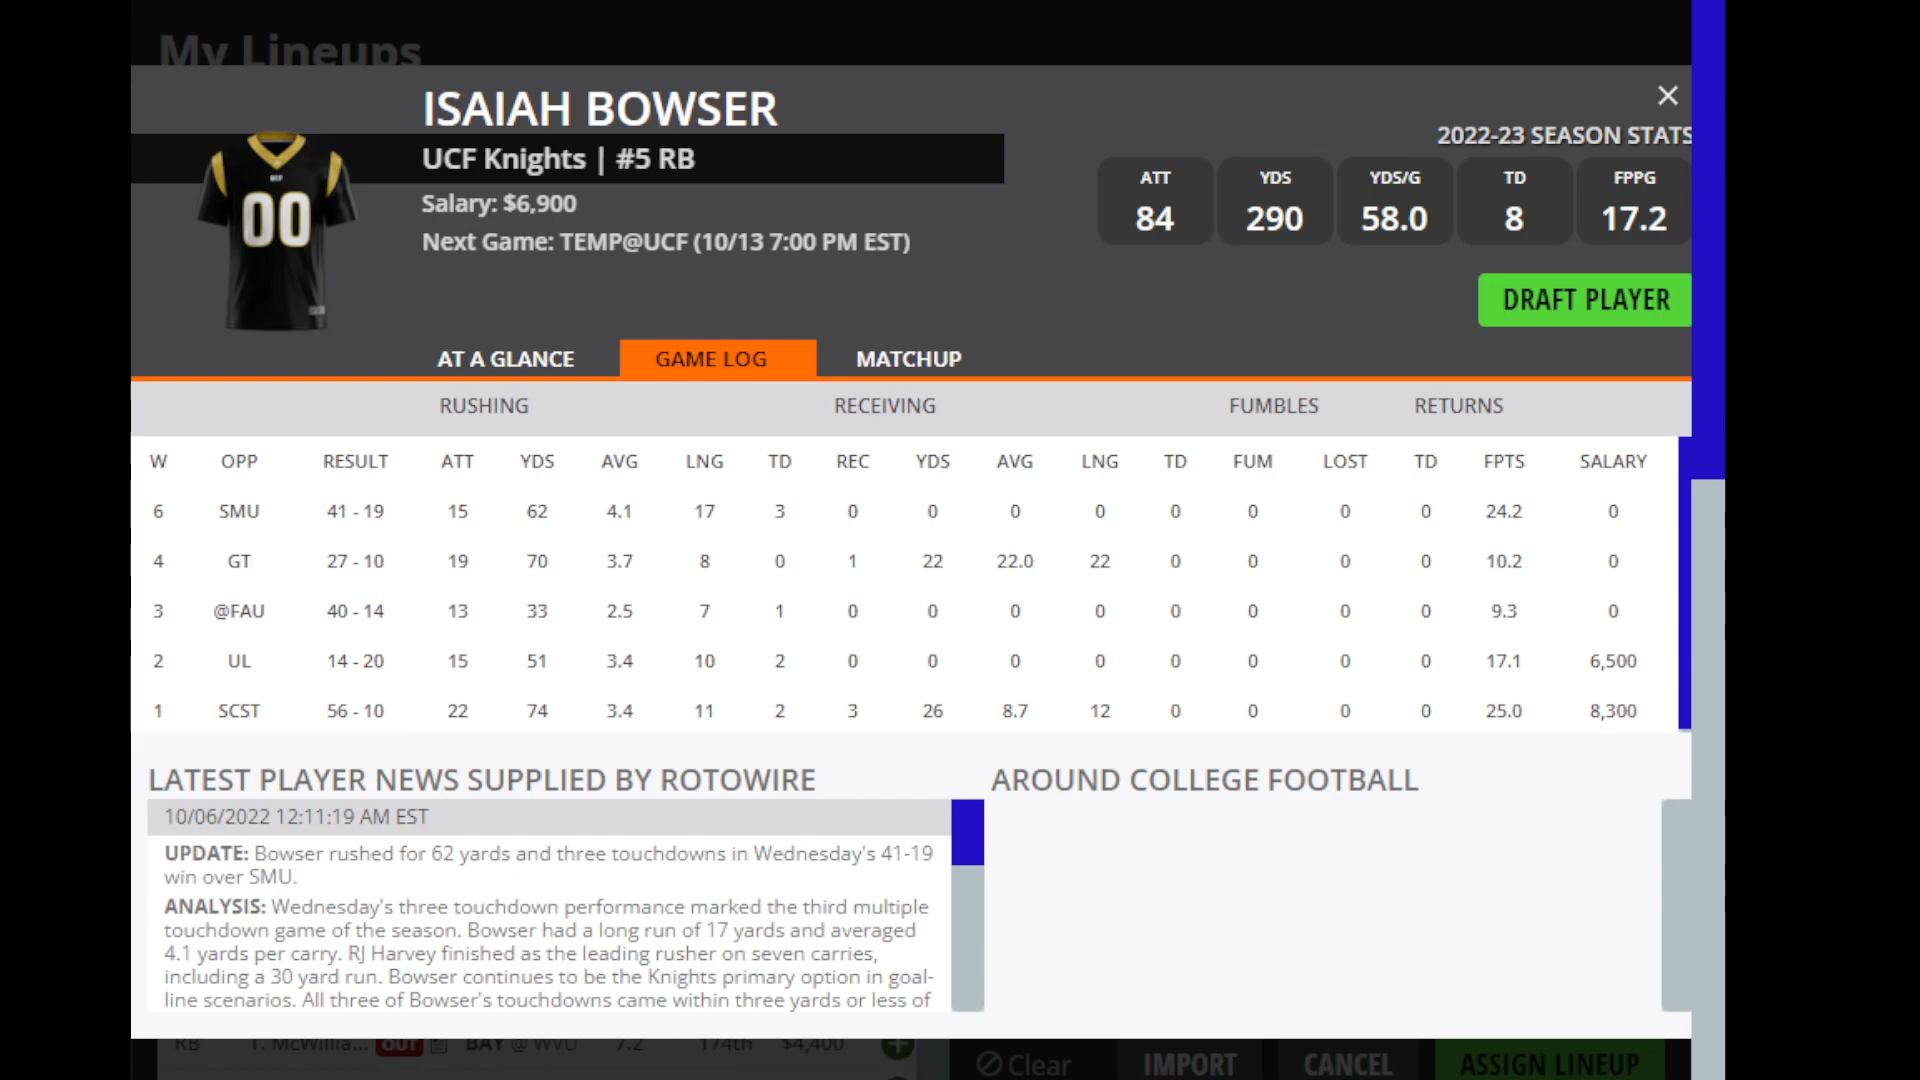 My Lineups
ISAIAH BOWSER
UCF Knights | #5 RB
Salary: $6,900
Next Game: TEMP@UCF (10/13 7:00 PM EST)
UCF
00
2022-23 SEASON STATS
ATT YDS YDS/G TD FPPG
84 290 58.0 8 17.2
DRAFT PLAYER
AT A GLANCE GAME LOG MATCHUP
RUSHING RECEIVING FUMBLES RETURNS
W OPP RESULT ATT YDS AVG LNG TD REC YDS AVG LNG TD FUM LOST TD FPTS SALARY
6 SMU 41 - 19 15 62 4.1 17 3 0 0 0 0 0 0 0 0 24.2 0
4 GT 27 - 10 19 70 3.7 8 0 1 22 22.0 22 0 0 0 0 10.2 0
3 @FAU 40 - 14 13 33 2.5 7 1 0 0 0 0 0 0 0 0 9.3 0
2 UL 14 - 20 15 51 3.4 10 2 0 0 0 0 0 0 0 0 17.1 6,500
1 SCST 56 - 10 22 74 3.4 11 2 3 26 8.7 12 0 0 0 0 25.0 8,300
LATEST PLAYER NEWS SUPPLIED BY ROTOWIRE
10/06/2022 12:11:19 AM EST
UPDATE: Bowser rushed for 62 yards and three touchdowns in Wednesday's 41-19
win over SMU.
ANALYSIS: Wednesday's three touchdown performance marked the third multiple
touchdown game of the season. Bowser had a long run of 17 yards and averaged
4.1 yards per carry. RJ Harvey finished as the leading rusher on seven carries,
including a 30 yard run. Bowser continues to be the Knights primary option in goal-
line scenarios. All three of Bowser's touchdowns came within three yards or less of
AROUND COLLEGE FOOTBALL
RB T. McWillia... OUT BAY @ WVU 7.2 174th $4,400
Clear IMPORT CANCEL ASSIGN LINEUP